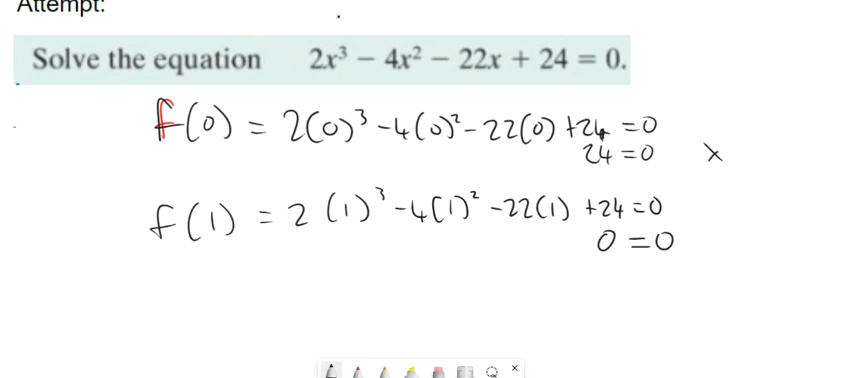 Attempt:
Solve the equation 2x³ − 4x² − 22x + 24 = 0.
f(0) = 2(0)³ -4(0)² -22(0) +24 =0
24 =0 ×
f(1) = 2 (1)³ -4(1)² -22(1) +24 =0
0 =0